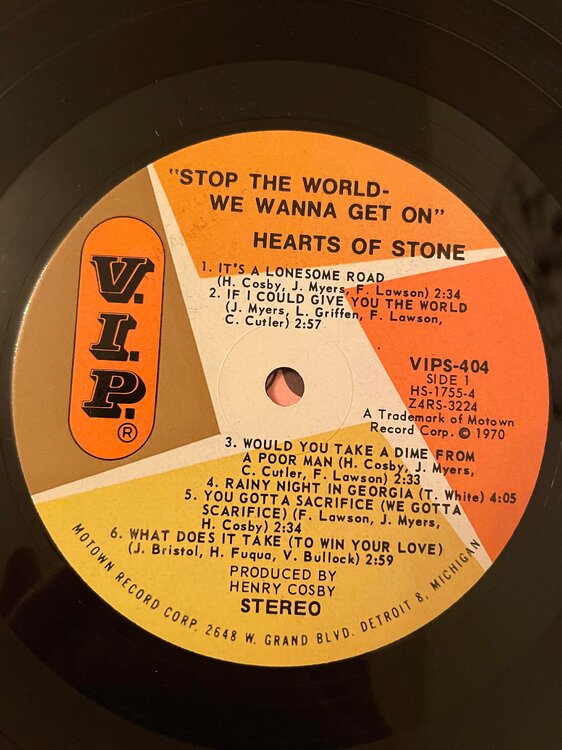 "STOP THE WORLD-
WE WANNA GET ON"
HEARTS OF STONE
V.I.P.®
1. IT'S A LONESOME ROAD
(H. Cosby, J. Myers, F. Lawson) 2:34
2. IF I COULD GIVE YOU THE WORLD
(J. Myers, L. Griffen, F. Lawson,
C. Cutler) 2:57
VIPS-404
SIDE 1
HS-1755-4
Z4RS-3224
A Trademark of Motown
Record Corp. © 1970
3. WOULD YOU TAKE A DIME FROM
A POOR MAN (H. Cosby, J. Myers,
C. Cutler, F. Lawson) 2:33
4. RAINY NIGHT IN GEORGIA (T. White) 4:05
5. YOU GOTTA SACRIFICE (WE GOTTA
SCARIFICE) (F. Lawson, J. Myers,
H. Cosby) 2:34
6. WHAT DOES IT TAKE (TO WIN YOUR LOVE)
(J. Bristol, H. Fuqua, V. Bullock) 2:59
PRODUCED BY
HENRY COSBY
STEREO
MOTOWN RECORD CORP. 2648 W. GRAND BLVD. DETROIT 8, MICHIGAN